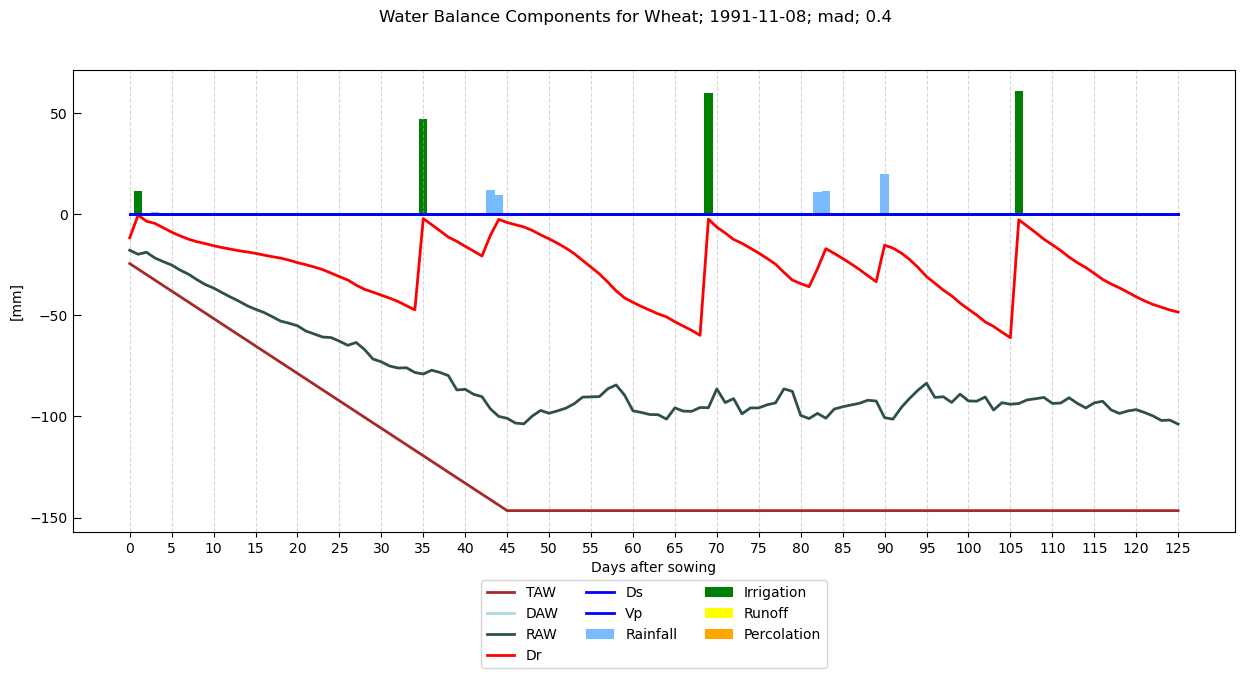 Water Balance Components for Wheat; 1991-11-08; mad; 0.4
50
0
−50
−100
−150
[mm]
0 5 10 15 20 25 30 35 40 45 50 55 60 65 70 75 80 85 90 95 100 105 110 115 120 125
Days after sowing
TAW Ds Irrigation
DAW Vp Runoff
RAW Rainfall Percolation
Dr